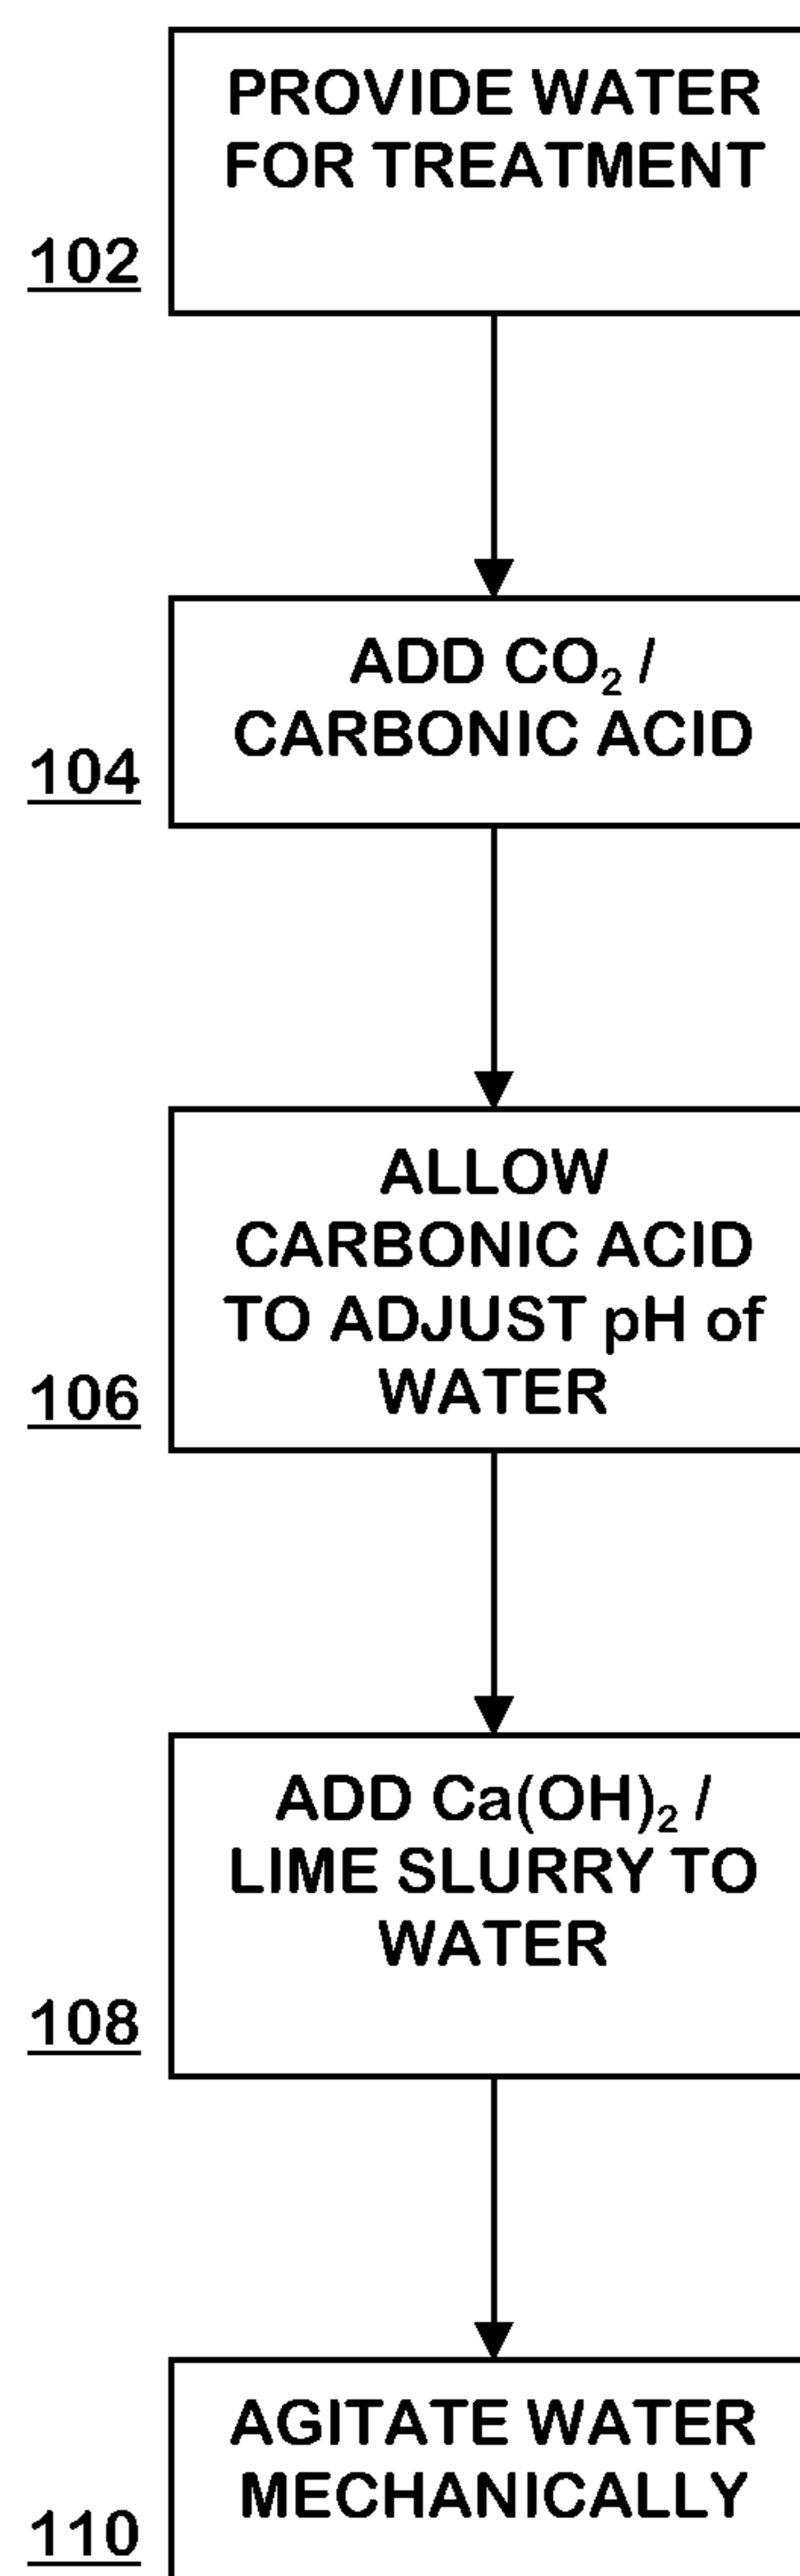 PROVIDE WATER
FOR TREATMENT
102
ADD CO₂ /
CARBONIC ACID
104
ALLOW
CARBONIC ACID
TO ADJUST pH of
WATER
106
ADD Ca(OH)₂ /
LIME SLURRY TO
WATER
108
AGITATE WATER
MECHANICALLY
110